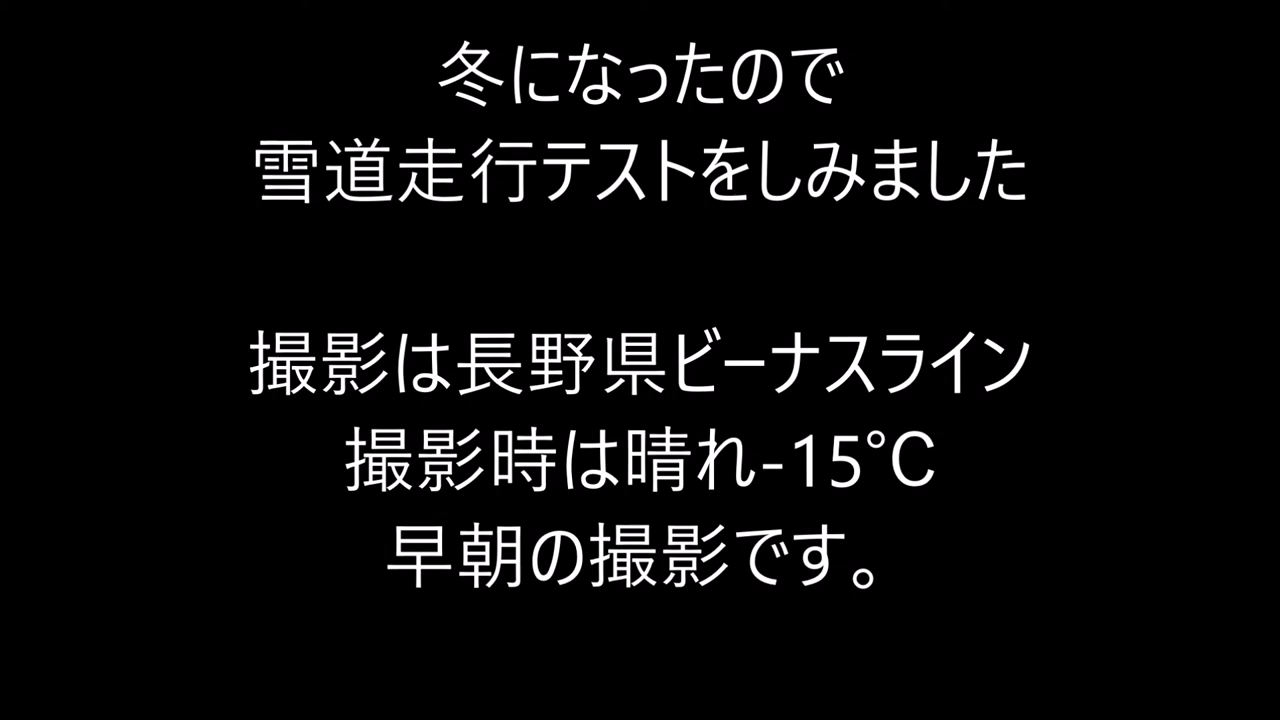 冬になったので
雪道走行テストをしみました
撮影は長野県ビーナスライン
撮影時は晴れ-15℃
早朝の撮影です。